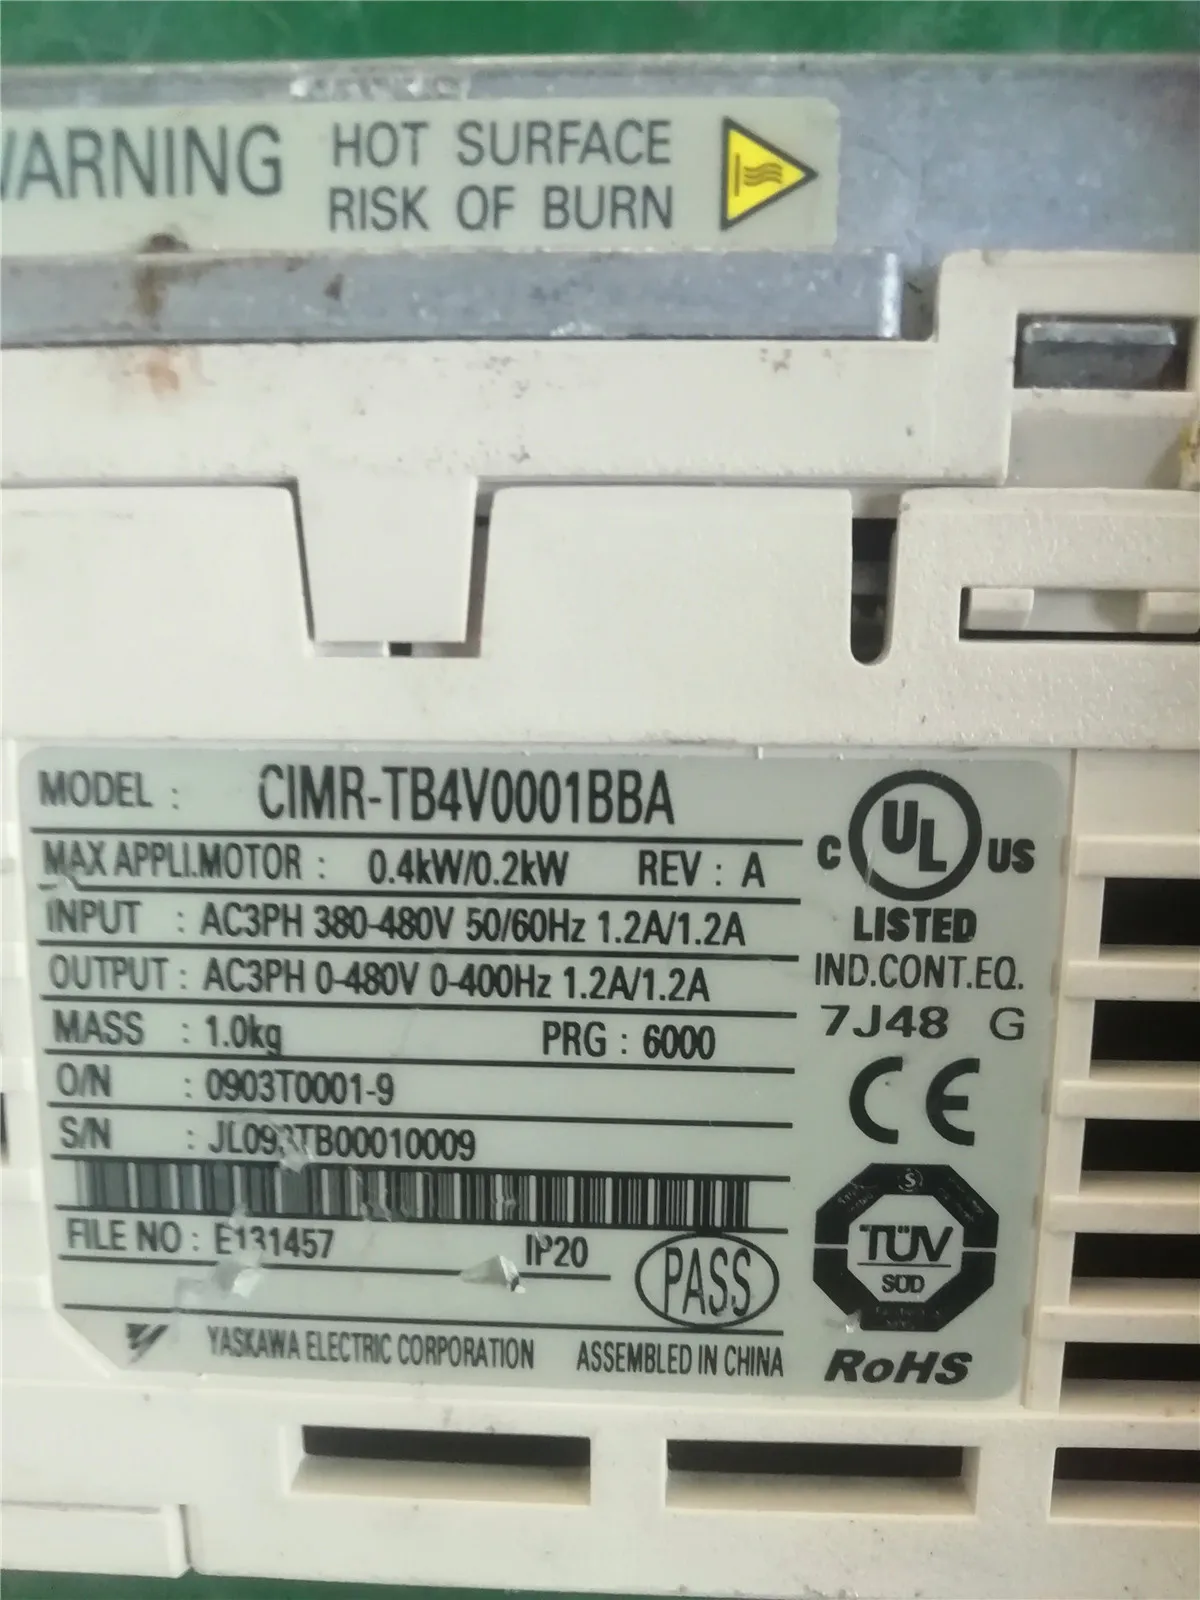 WARNING
HOT SURFACE
RISK OF BURN
MODEL : CIMR-TB4V0001BBA
MAX APPLI.MOTOR : 0.4kW/0.2kW REV : A
INPUT : AC3PH 380-480V 50/60Hz 1.2A/1.2A
OUTPUT : AC3PH 0-480V 0-400Hz 1.2A/1.2A
MASS : 1.0kg PRG : 6000
O/N : 0903T0001-9
S/N : JL093TB00010009
FILE NO : E131457 IP20
PASS
YASKAWA ELECTRIC CORPORATION ASSEMBLED IN CHINA
C UL US
LISTED
IND.CONT.EQ.
7J48 G
CE
TÜV
SÜD
RoHS